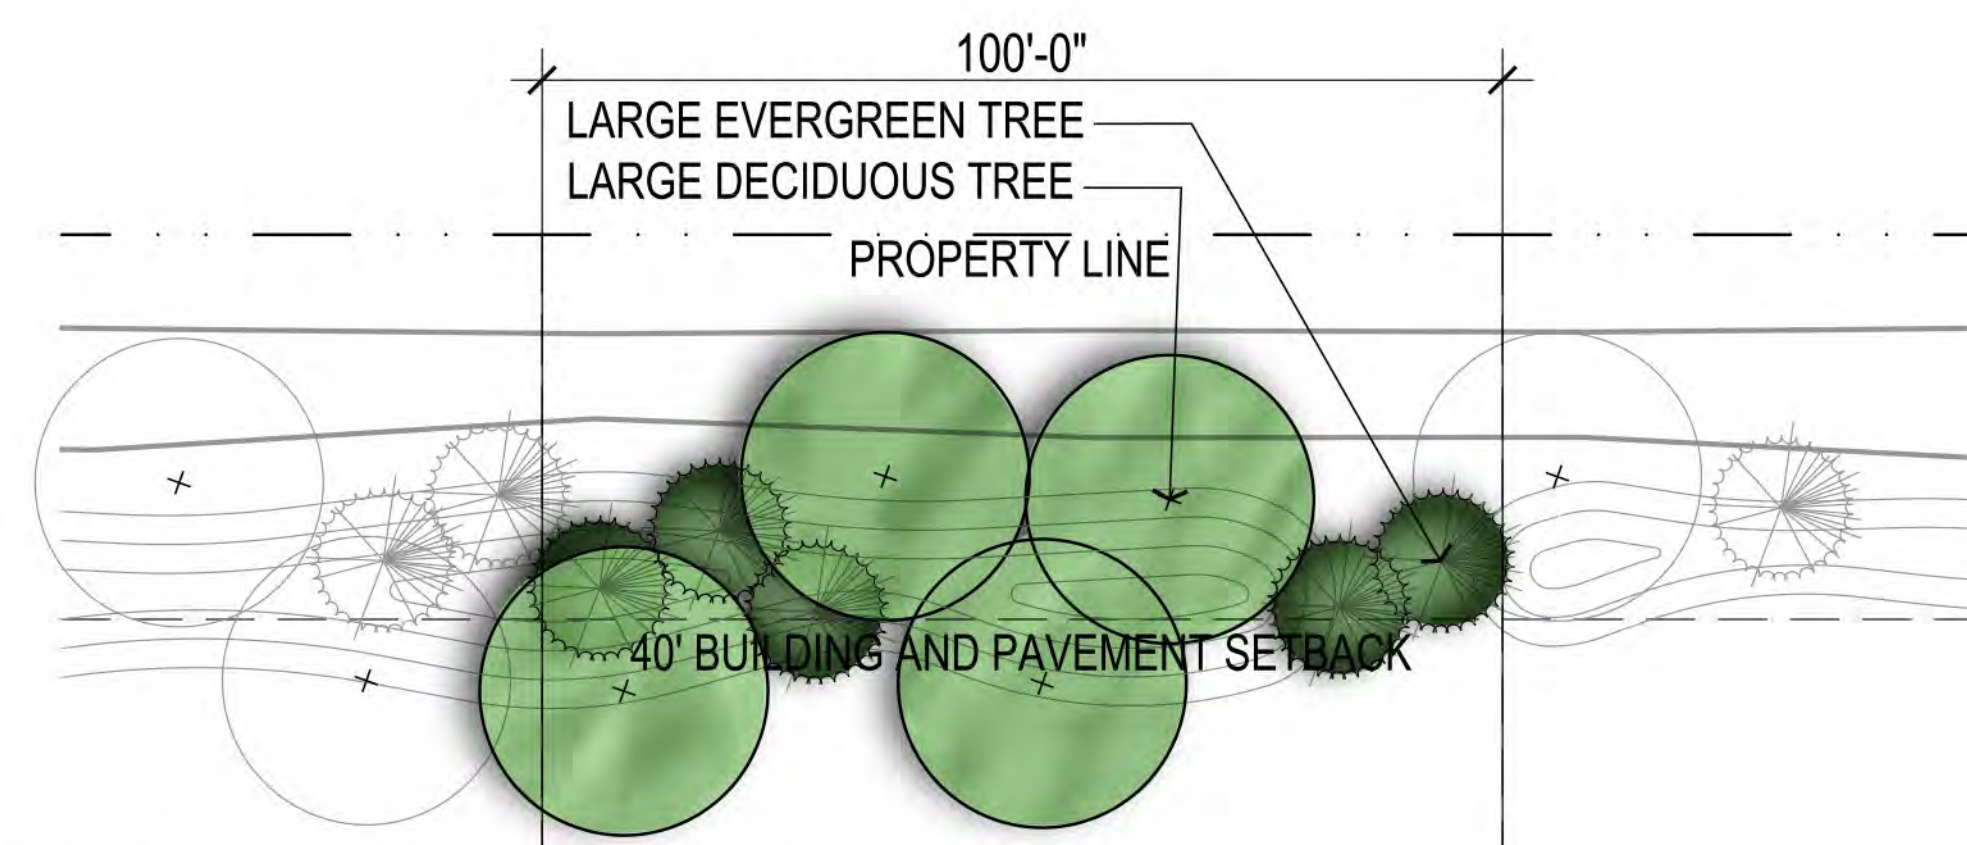 100'-0"
LARGE EVERGREEN TREE
LARGE DECIDUOUS TREE
PROPERTY LINE
40' BUILDING AND PAVEMENT SETBACK